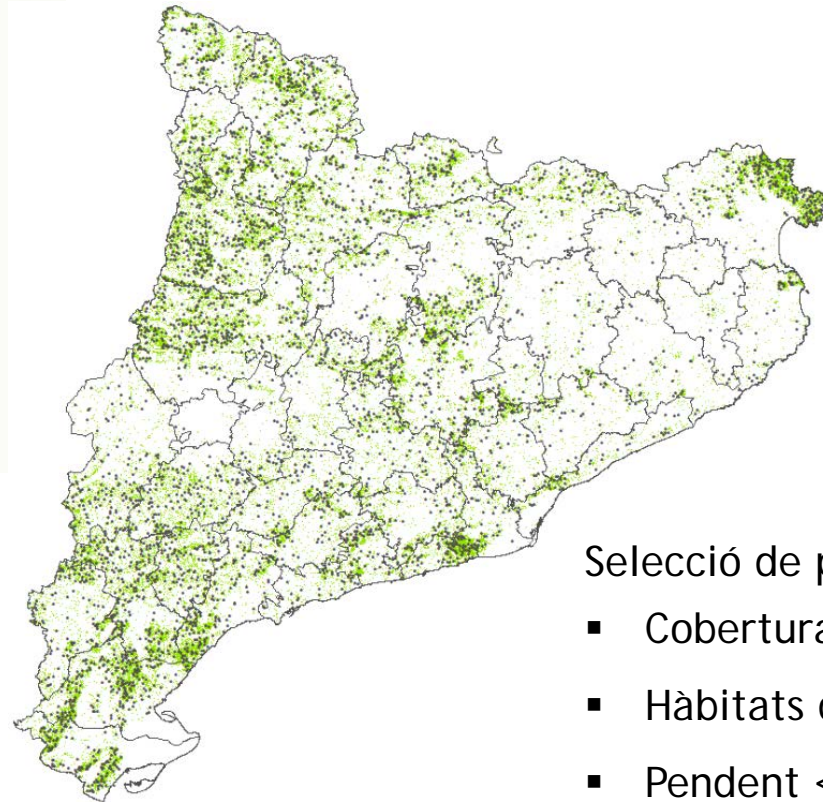 Selecció de
▪ Cobertura
▪ Hàbitats
▪ Pendent <